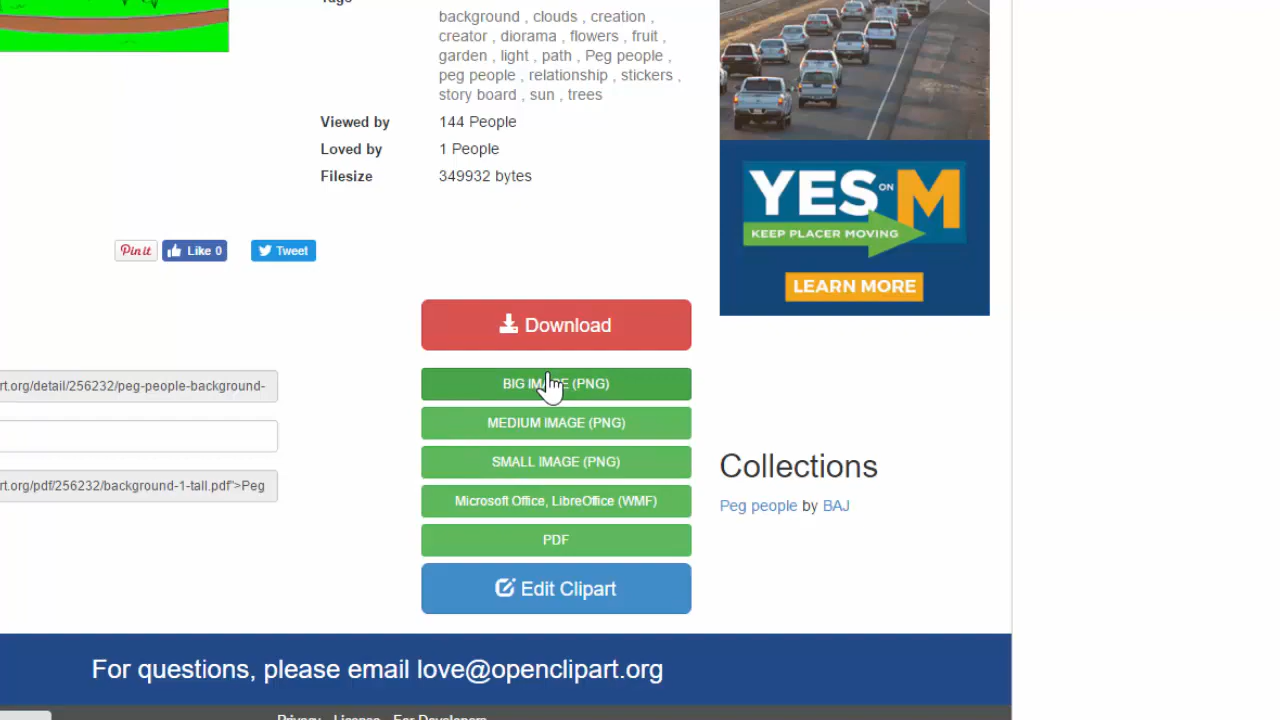 background , clouds , creation ,
creator , diorama , flowers , fruit ,
garden , light , path , Peg people ,
peg people , relationship , stickers ,
story board , sun , trees
Viewed by 144 People
Loved by 1 People
Filesize 349932 bytes
YES ON M
KEEP PLACER MOVING
LEARN MORE
Pin it Like 0 Tweet
Download
rt.org/detail/256232/peg-people-background-
BIG IMAGE (PNG)
MEDIUM IMAGE (PNG)
SMALL IMAGE (PNG)
Collections
rt.org/pdf/256232/background-1-tall.pdf">Peg
Microsoft Office, LibreOffice (WMF)
Peg people by BAJ
PDF
Edit Clipart
For questions, please email love@openclipart.org
Privacy License For Developers